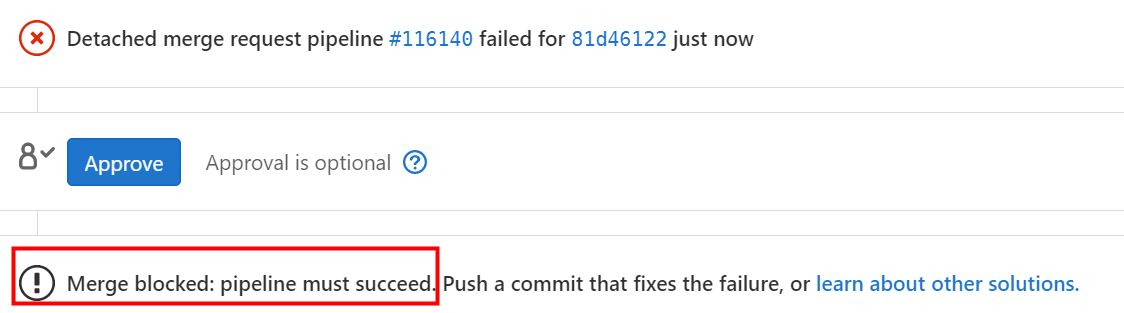 Detached merge request pipeline #116140 failed for 81d46122 just now
Approve Approval is optional
Merge blocked: pipeline must succeed. Push a commit that fixes the failure, or learn about other solutions.